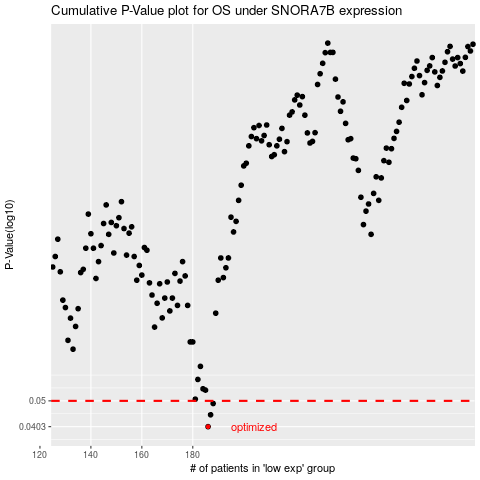 Cumulative P-Value plot for OS under SNORA7B expression
P-Value(log10)
0.05
0.0403
optimized
120 140 160 180
# of patients in 'low exp' group